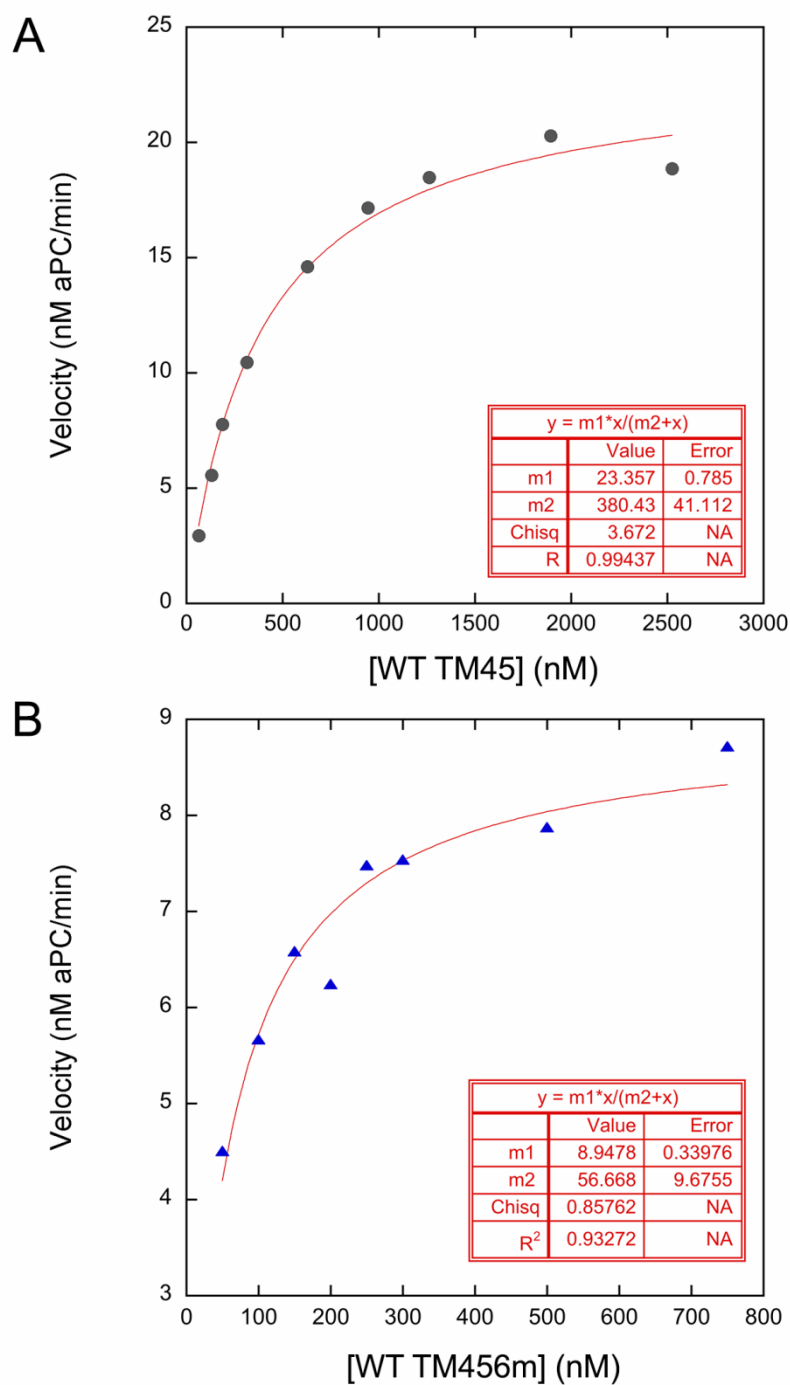 A
25
20
15
10
5
0
Velocity (nM aPC/min)
y = m1*x/(m2+x)
Value Error
m1 23.357 0.785
m2 380.43 41.112
Chisq 3.672 NA
R 0.99437 NA
0 500 1000 1500 2000 2500 3000
[WT TM45] (nM)
B
9
8
7
6
5
4
3
Velocity (nM aPC/min)
y = m1*x/(m2+x)
Value Error
m1 8.9478 0.33976
m2 56.668 9.6755
Chisq 0.85762 NA
R² 0.93272 NA
0 100 200 300 400 500 600 700 800
[WT TM456m] (nM)